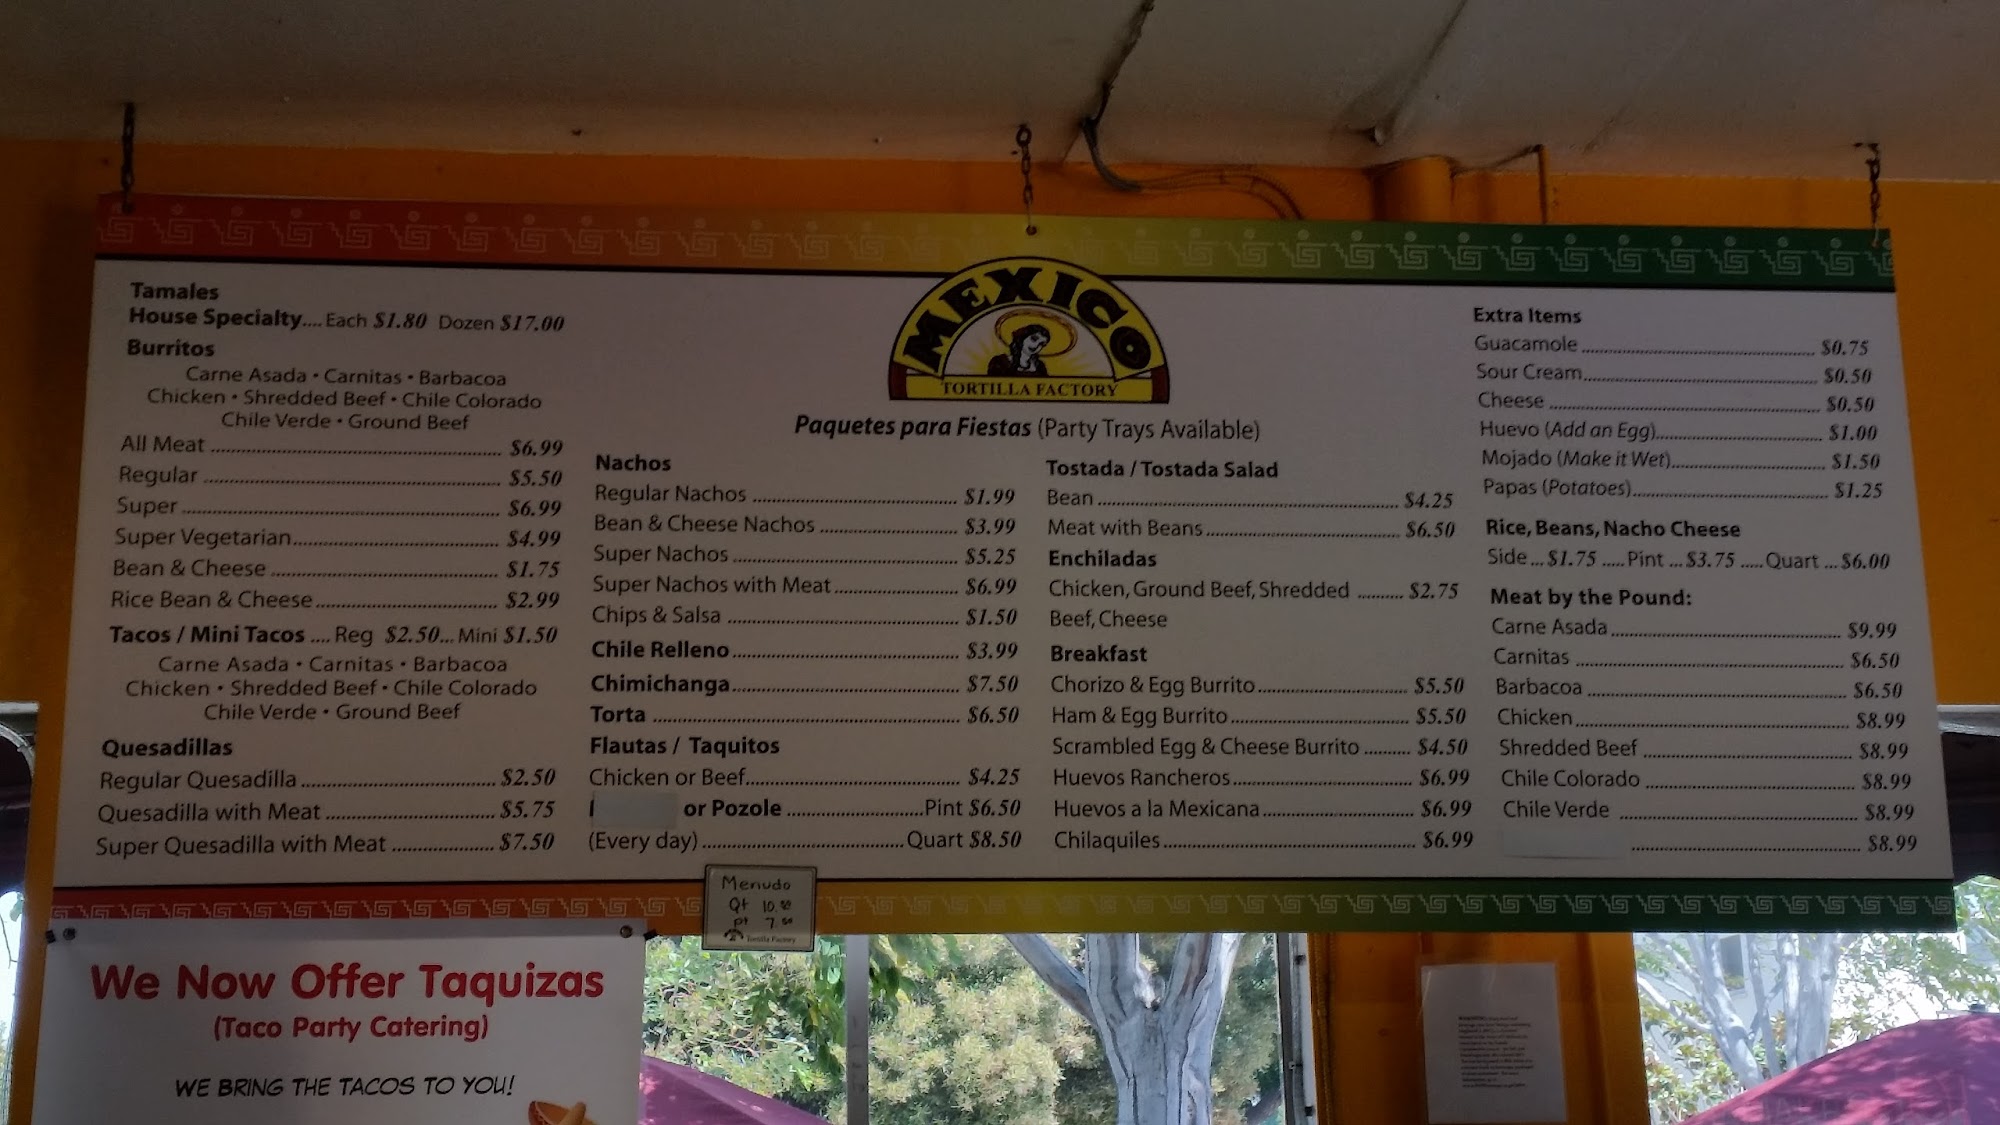 MEXICO
TORTILLA FACTORY
Paquetes para Fiestas (Party Trays Available)
Tamales
House Specialty.... Each $1.80 Dozen $17.00
Burritos
Carne Asada • Carnitas • Barbacoa
Chicken • Shredded Beef • Chile Colorado
Chile Verde • Ground Beef
All Meat $6.99
Regular $5.50
Super $6.99
Super Vegetarian $4.99
Bean & Cheese $1.75
Rice Bean & Cheese $2.99
Tacos / Mini Tacos .... Reg $2.50... Mini $1.50
Carne Asada • Carnitas • Barbacoa
Chicken • Shredded Beef • Chile Colorado
Chile Verde • Ground Beef
Quesadillas
Regular Quesadilla $2.50
Quesadilla with Meat $5.75
Super Quesadilla with Meat $7.50
Nachos
Regular Nachos $1.99
Bean & Cheese Nachos $3.99
Super Nachos $5.25
Super Nachos with Meat $6.99
Chips & Salsa $1.50
Chile Relleno $3.99
Chimichanga $7.50
Torta $6.50
Flautas / Taquitos
Chicken or Beef $4.25
or Pozole Pint $6.50
(Every day) Quart $8.50
Tostada / Tostada Salad
Bean $4.25
Meat with Beans $6.50
Enchiladas
Chicken, Ground Beef, Shredded $2.75
Beef, Cheese
Breakfast
Chorizo & Egg Burrito $5.50
Ham & Egg Burrito $5.50
Scrambled Egg & Cheese Burrito $4.50
Huevos Rancheros $6.99
Huevos a la Mexicana $6.99
Chilaquiles $6.99
Extra Items
Guacamole $0.75
Sour Cream $0.50
Cheese $0.50
Huevo (Add an Egg) $1.00
Mojado (Make it Wet) $1.50
Papas (Potatoes) $1.25
Rice, Beans, Nacho Cheese
Side ... $1.75 ..... Pint ... $3.75 ..... Quart ... $6.00
Meat by the Pound:
Carne Asada $9.99
Carnitas $6.50
Barbacoa $6.50
Chicken $8.99
Shredded Beef $8.99
Chile Colorado $8.99
Chile Verde $8.99
$8.99
Menudo
Qt 10.50
pt 7.50
Tortilla Factory
We Now Offer Taquizas
(Taco Party Catering)
WE BRING THE TACOS TO YOU!